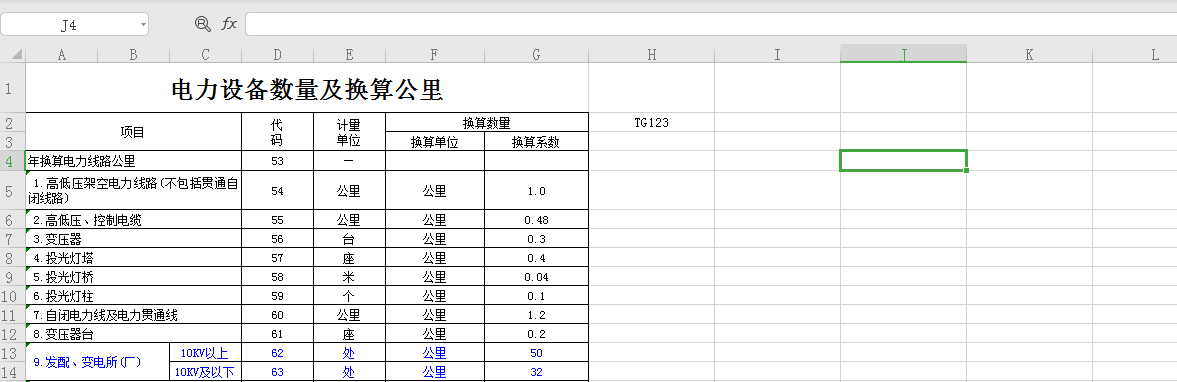 J4 fx
A B C D E F G H I J K L
1 电力设备数量及换算公里
2 项目 代码 计量单位 换算数量 TG123
3 换算单位 换算系数
4 年换算电力线路公里 53 —
5 1.高低压架空电力线路(不包括贯通自闭线路) 54 公里 公里 1.0
6 2.高低压、控制电缆 55 公里 公里 0.48
7 3.变压器 56 台 公里 0.3
8 4.投光灯塔 57 座 公里 0.4
9 5.投光灯桥 58 米 公里 0.04
10 6.投光灯柱 59 个 公里 0.1
11 7.自闭电力线及电力贯通线 60 公里 公里 1.2
12 8.变压器台 61 座 公里 0.2
13 9.发配、变电所(厂) 10KV以上 62 处 公里 50
14 10KV及以下 63 处 公里 32